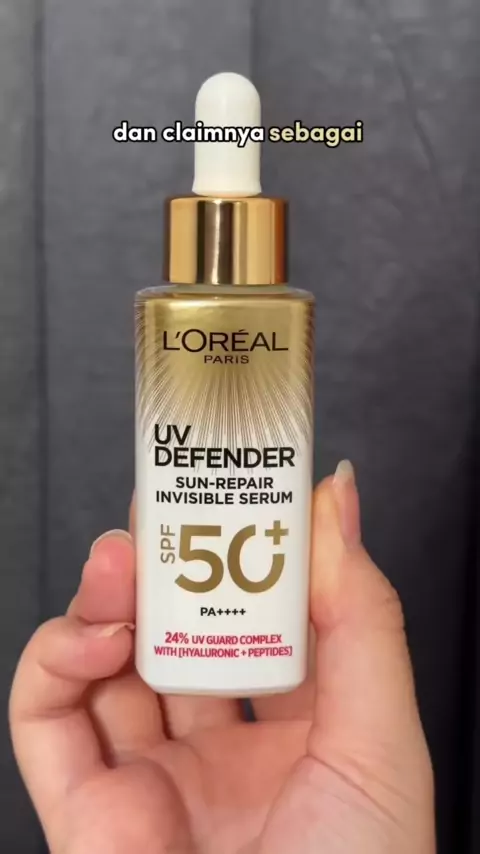 dan claimnya sebagai
L'ORÉAL
PARIS
UV
DEFENDER
SUN-REPAIR
INVISIBLE SERUM
SPF 50+
PA++++
24% UV GUARD COMPLEX
WITH [HYALURONIC + PEPTIDES]